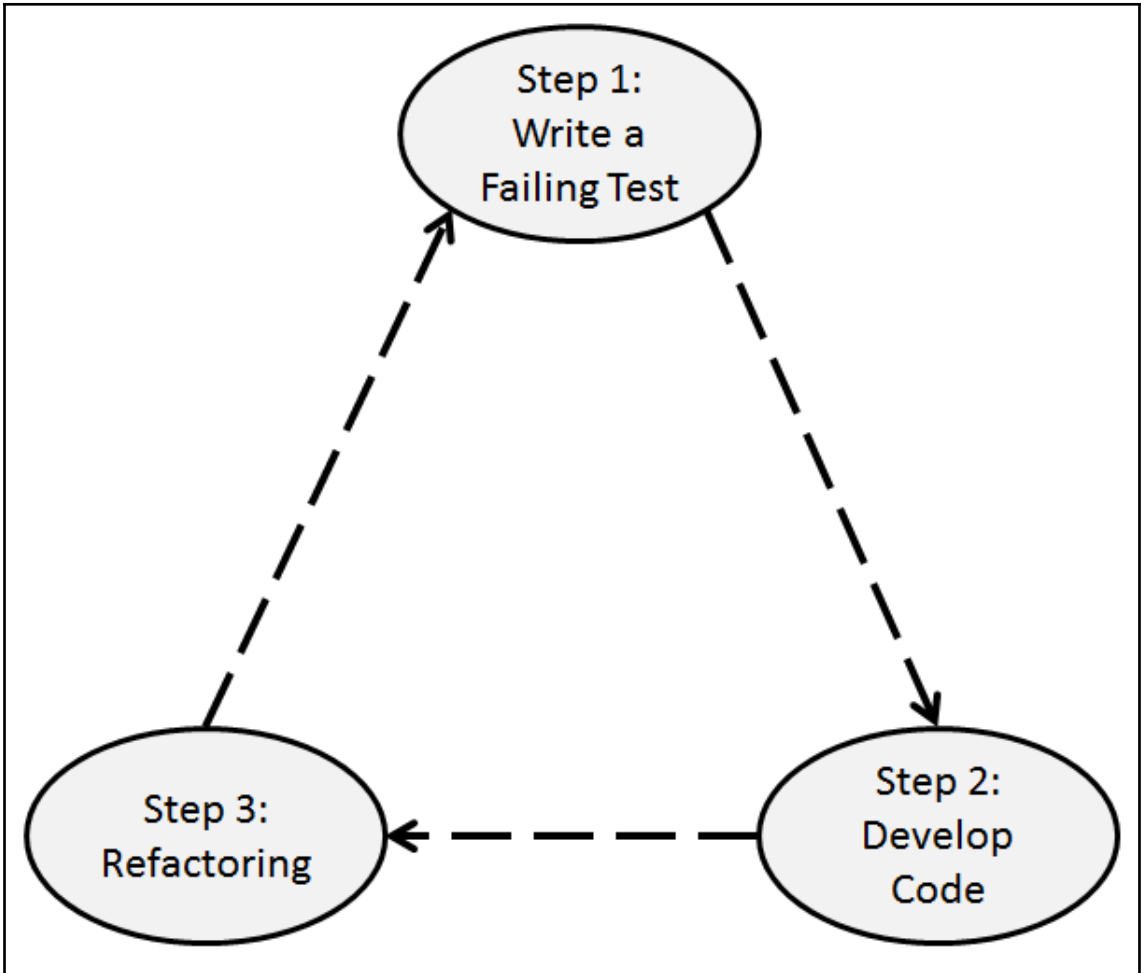 Step 1:
Write a
Failing Test
Step 2:
Develop
Code
Step 3:
Refactoring